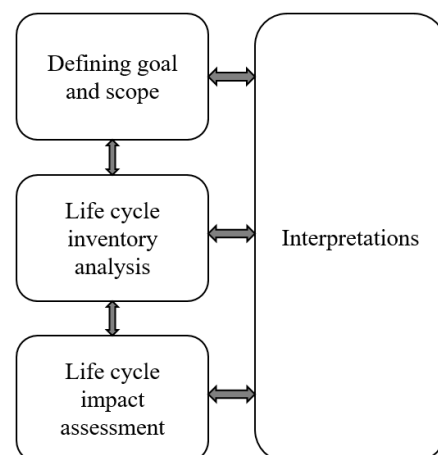 Defining goal
and scope
Life cycle
inventory
analysis
Interpretations
Life cycle
impact
assessment